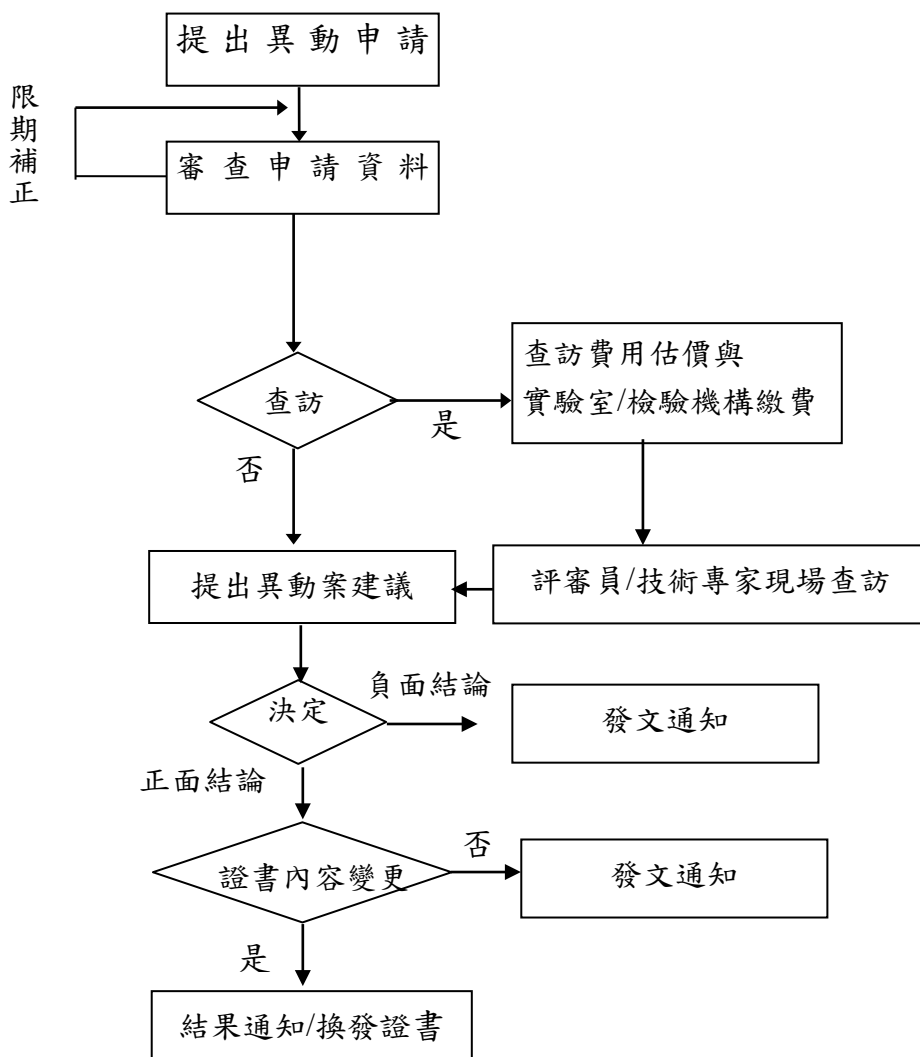 提出異動申請
限期補正
審查申請資料
查訪費用估價與
實驗室/檢驗機構繳費
查訪
是
否
提出異動案建議
評審員/技術專家現場查訪
負面結論
決定
發文通知
正面結論
否
證書內容變更
發文通知
是
結果通知/換發證書